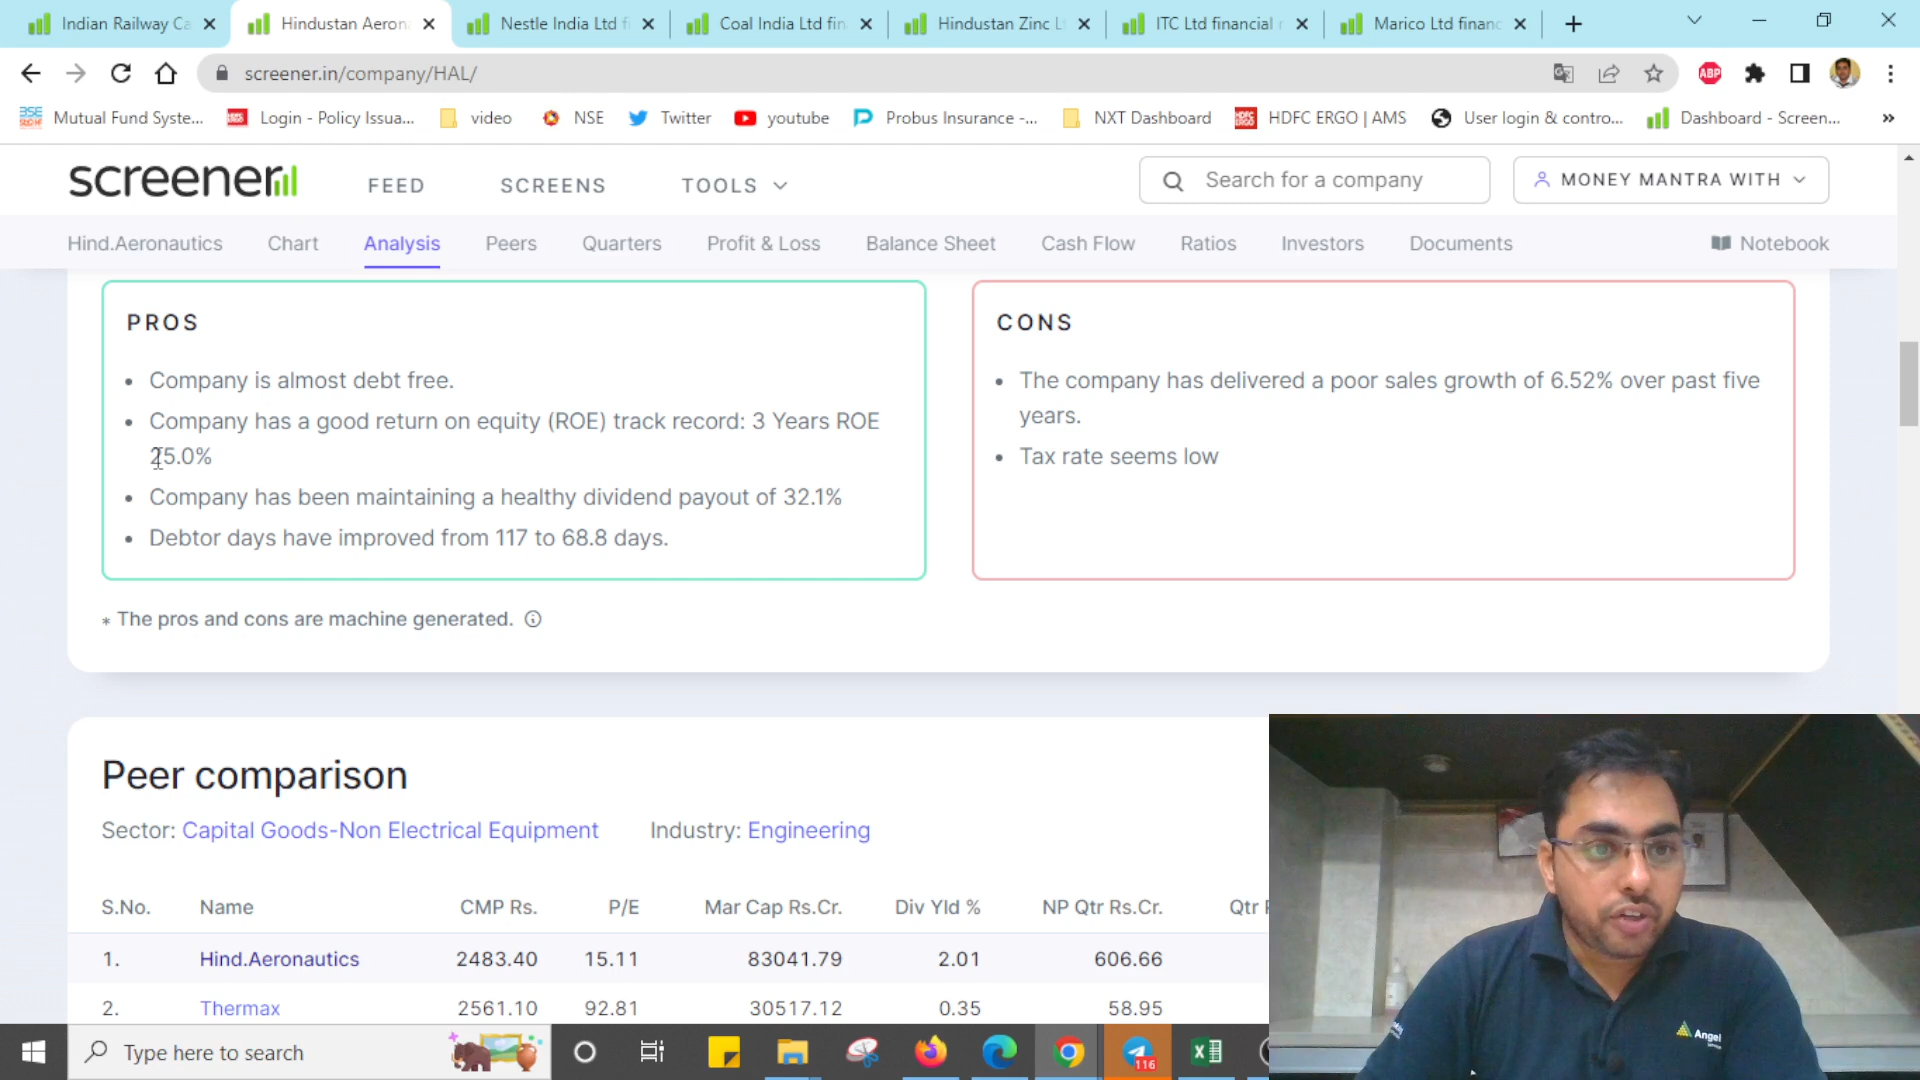 Indian Railway Ca
Hindustan Aeron
Nestle India Ltd fi
Coal India Ltd fin
Hindustan Zinc Lt
ITC Ltd financial r
Marico Ltd financ
screener.in/company/HAL/
ABP
Mutual Fund Syste...
Login - Policy Issua...
video
NSE
Twitter
youtube
Probus Insurance -...
NXT Dashboard
HDFC ERGO | AMS
User login & contro...
Dashboard - Screen...
»
screener
FEED
SCREENS
TOOLS
Search for a company
MONEY MANTRA WITH
Hind.Aeronautics
Chart
Analysis
Peers
Quarters
Profit & Loss
Balance Sheet
Cash Flow
Ratios
Investors
Documents
Notebook
PROS
• Company is almost debt free.
• Company has a good return on equity (ROE) track record: 3 Years ROE
25.0%
• Company has been maintaining a healthy dividend payout of 32.1%
• Debtor days have improved from 117 to 68.8 days.
CONS
• The company has delivered a poor sales growth of 6.52% over past five
years.
• Tax rate seems low
* The pros and cons are machine generated.
Peer comparison
Sector: Capital Goods-Non Electrical Equipment Industry: Engineering
S.No. Name CMP Rs. P/E Mar Cap Rs.Cr. Div Yld % NP Qtr Rs.Cr. Qtr
1. Hind.Aeronautics 2483.40 15.11 83041.79 2.01 606.66
2. Thermax 2561.10 92.81 30517.12 0.35 58.95
Angel
Type here to search
116